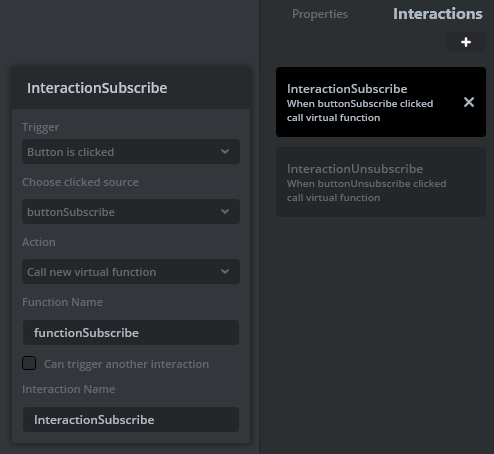 Properties
Interactions
InteractionSubscribe
Trigger
Button is clicked
Choose clicked source
buttonSubscribe
Action
Call new virtual function
Function Name
functionSubscribe
Can trigger another interaction
Interaction Name
InteractionSubscribe
InteractionSubscribe
When buttonSubscribe clicked
call virtual function
InteractionUnsubscribe
When buttonUnsubscribe clicked
call virtual function